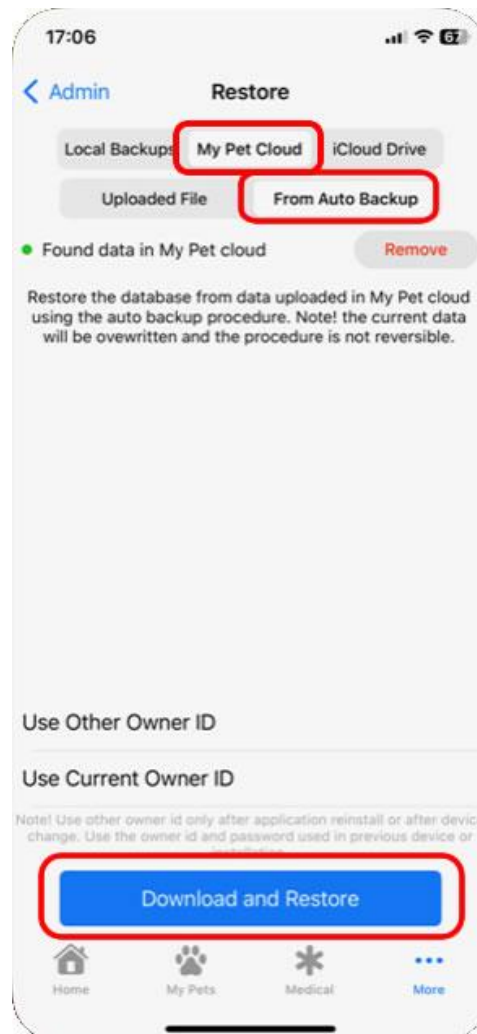 17:06
67
Admin
Restore
Local Backups
My Pet Cloud
iCloud Drive
Uploaded File
From Auto Backup
Found data in My Pet cloud
Remove
Restore the database from data uploaded in My Pet cloud
using the auto backup procedure. Note! the current data
will be ovewritten and the procedure is not reversible.
Use Other Owner ID
Use Current Owner ID
Note! Use other owner id only after application reinstall or after devic
change. Use the owner id and password used in previous device or
Download and Restore
Home
My Pets
Medical
More